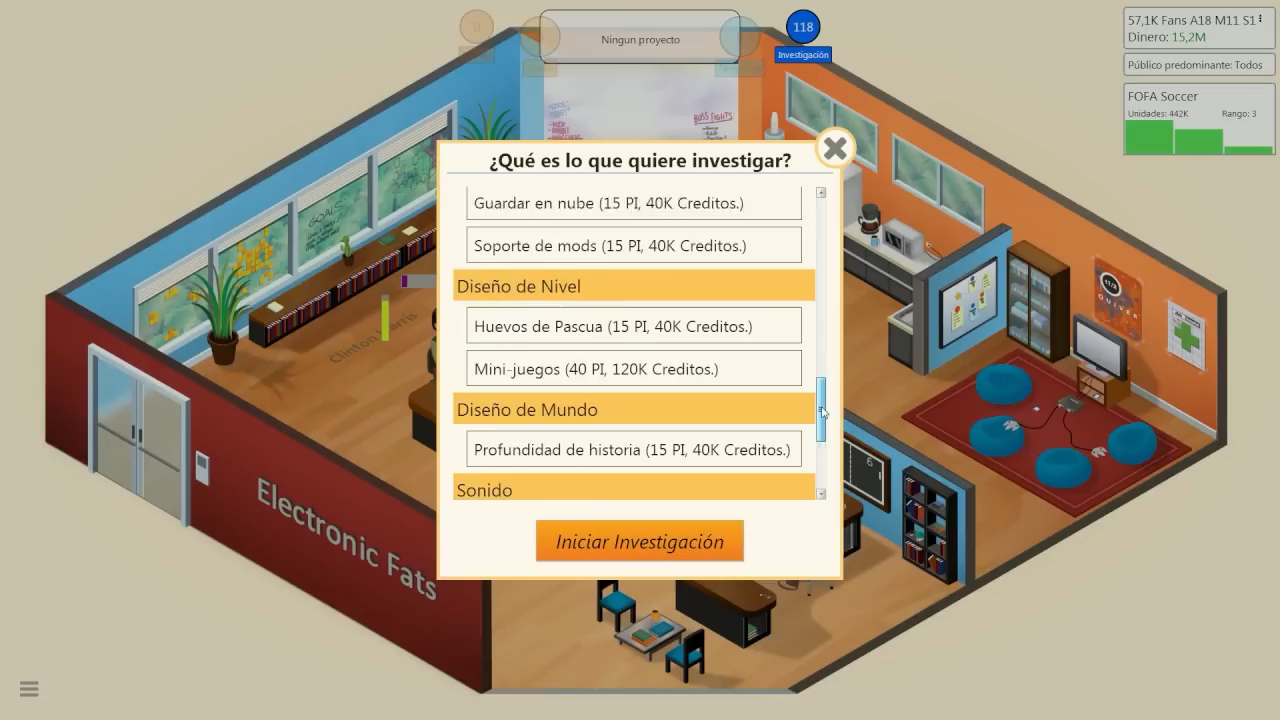 Ningun proyecto
118
Investigación
57,1K Fans A18 M11 S1
Dinero: 15,2M
Público predominante: Todos
FOFA Soccer
Unidades: 442K
Rango: 3
¿Qué es lo que quiere investigar?
Guardar en nube (15 PI, 40K Creditos.)
Soporte de mods (15 PI, 40K Creditos.)
Diseño de Nivel
Huevos de Pascua (15 PI, 40K Creditos.)
Mini-juegos (40 PI, 120K Creditos.)
Diseño de Mundo
Profundidad de historia (15 PI, 40K Creditos.)
Sonido
Iniciar Investigación
BOSS FIGHTS
GOALS
QUIVER
Electronic Fats